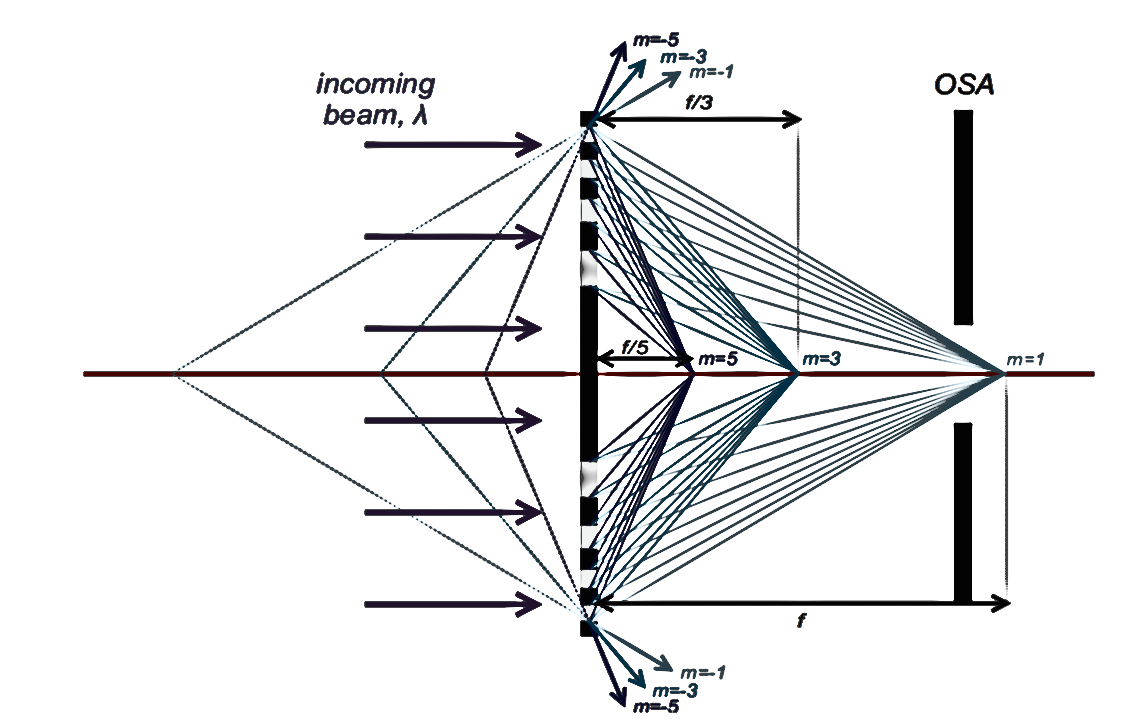 m=-5
m=-3
m=-1
incoming
beam, λ
OSA
f/3
f/5
m=5
m=3
m=1
f
m=-1
m=-3
m=-5